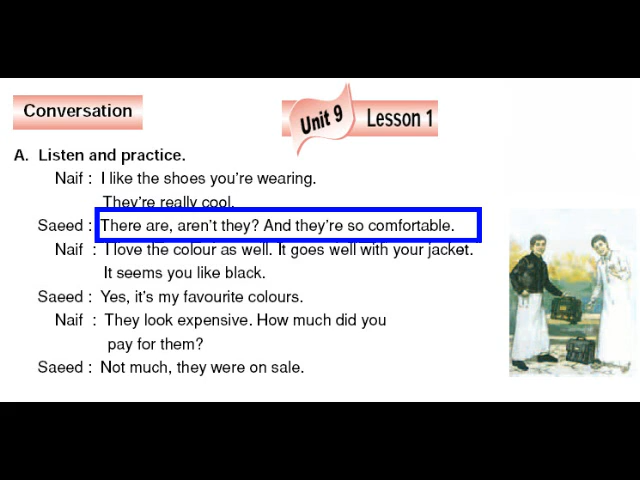 Conversation
Unit 9 Lesson 1
A. Listen and practice.
Naif : I like the shoes you're wearing.
They're really cool.
Saeed : There are, aren't they? And they're so comfortable.
Naif : I love the colour as well. It goes well with your jacket.
It seems you like black.
Saeed : Yes, it's my favourite colours.
Naif : They look expensive. How much did you
pay for them?
Saeed : Not much, they were on sale.